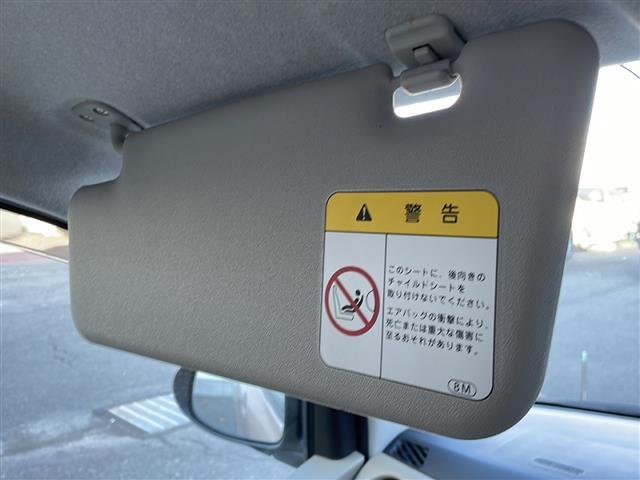 警告
このシートに、後向きの
チャイルドシートを
取り付けないでください。
エアバッグの衝撃により、
死亡または重大な傷害に
至るおそれがあります。
8M